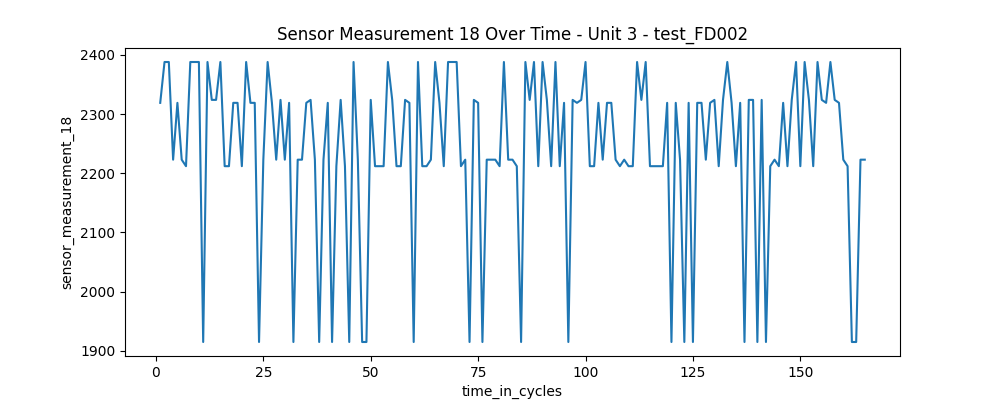 Sensor Measurement 18 Over Time - Unit 3 - test_FD002
2400
2300
2200
2100
2000
1900
sensor_measurement_18
0 25 50 75 100 125 150
time_in_cycles